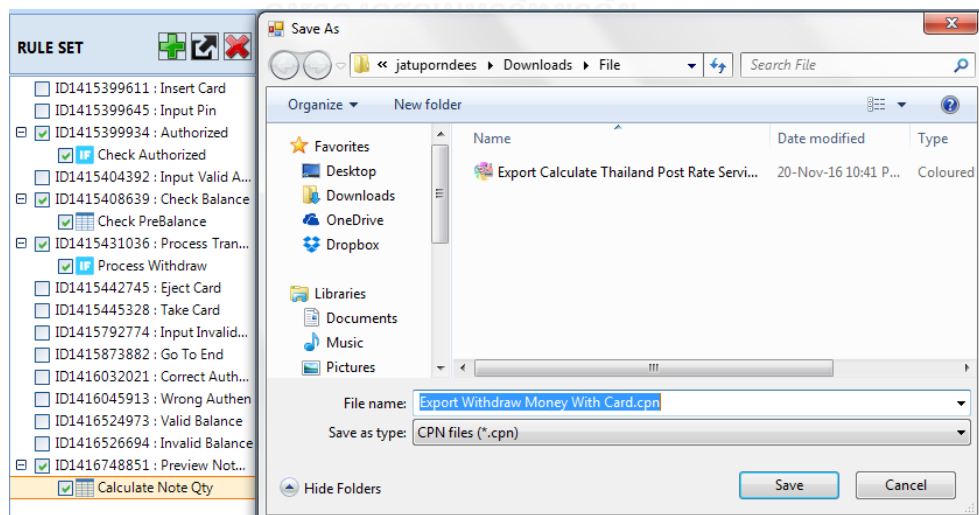 RULE SET
ID1415399611 : Insert Card
ID1415399645 : Input Pin
ID1415399934 : Authorized
IF Check Authorized
ID1415404392 : Input Valid A...
ID1415408639 : Check Balance
Check PreBalance
ID1415431036 : Process Tran...
IF Process Withdraw
ID1415442745 : Eject Card
ID1415445328 : Take Card
ID1415792774 : Input Invalid...
ID1415873882 : Go To End
ID1416032021 : Correct Auth...
ID1416045913 : Wrong Authen
ID1416524973 : Valid Balance
ID1416526694 : Invalid Balance
ID1416748851 : Preview Not...
Calculate Note Qty
Save As
« jatuporndees Downloads File
Search File
Organize New folder
Favorites
Desktop
Downloads
OneDrive
Dropbox
Libraries
Documents
Music
Pictures
Name Date modified Type
Export Calculate Thailand Post Rate Servi... 20-Nov-16 10:41 P... Coloured
File name: Export Withdraw Money With Card.cpn
Save as type: CPN files (*.cpn)
Hide Folders Save Cancel